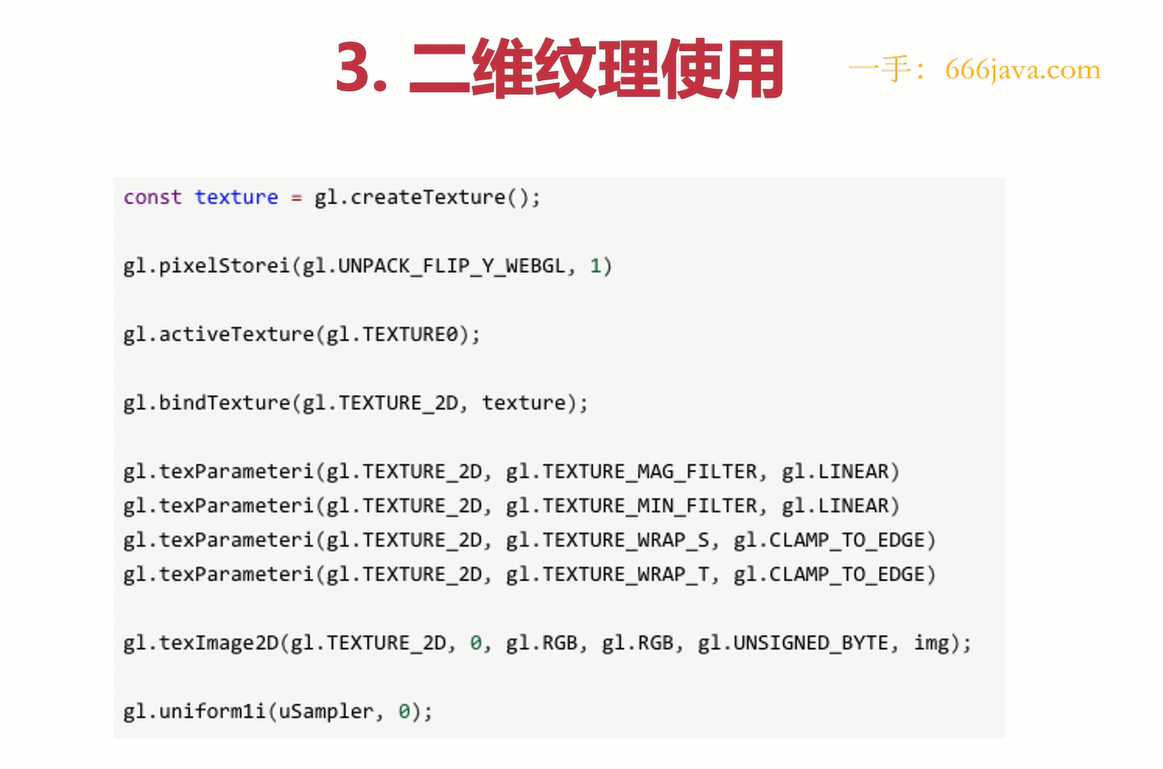 3. 二维纹理使用
一手：666java.com
const texture = gl.createTexture();
gl.pixelStorei(gl.UNPACK_FLIP_Y_WEBGL, 1)
gl.activeTexture(gl.TEXTURE0);
gl.bindTexture(gl.TEXTURE_2D, texture);
gl.texParameteri(gl.TEXTURE_2D, gl.TEXTURE_MAG_FILTER, gl.LINEAR)
gl.texParameteri(gl.TEXTURE_2D, gl.TEXTURE_MIN_FILTER, gl.LINEAR)
gl.texParameteri(gl.TEXTURE_2D, gl.TEXTURE_WRAP_S, gl.CLAMP_TO_EDGE)
gl.texParameteri(gl.TEXTURE_2D, gl.TEXTURE_WRAP_T, gl.CLAMP_TO_EDGE)
gl.texImage2D(gl.TEXTURE_2D, 0, gl.RGB, gl.RGB, gl.UNSIGNED_BYTE, img);
gl.uniform1i(uSampler, 0);